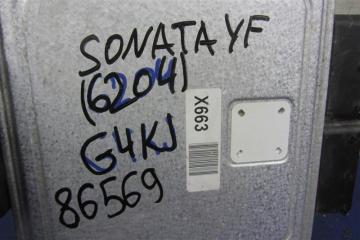 SONATA YF
(6204)
G4KJ
86569
X663